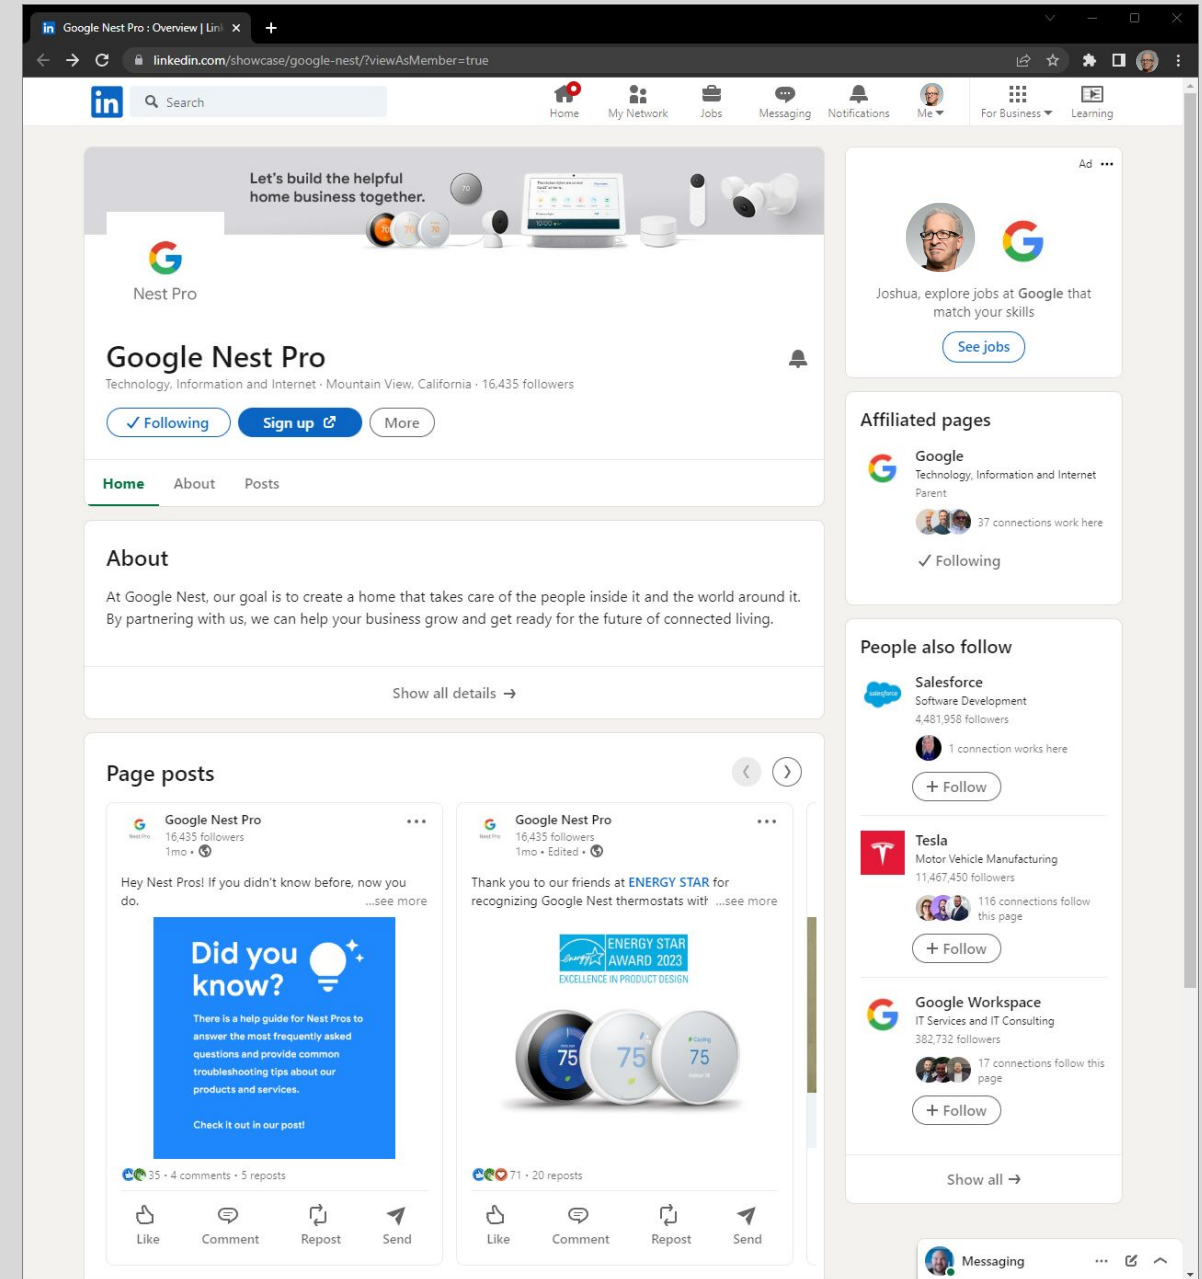 Google Nest Pro : Overview | Lin
linkedin.com/showcase/google-nest/?viewAsMember=true
in
Search
Home
My Network
Jobs
Messaging
Notifications
Me
For Business
Learning
Let's build the helpful
home business together.
Nest Pro
Google Nest Pro
Technology, Information and Internet · Mountain View, California · 16,435 followers
Following
Sign up
More
Home
About
Posts
About
At Google Nest, our goal is to create a home that takes care of the people inside it and the world around it.
By partnering with us, we can help your business grow and get ready for the future of connected living.
Show all details →
Page posts
Google Nest Pro
16,435 followers
1mo •
Hey Nest Pros! If you didn't know before, now you
do. ...see more
Did you
know?
There is a help guide for Nest Pros to
answer the most frequently asked
questions and provide common
troubleshooting tips about our
products and services.
Check it out in our post!
35 · 4 comments · 5 reposts
Like
Comment
Repost
Send
Google Nest Pro
16,435 followers
1mo • Edited •
Thank you to our friends at ENERGY STAR for
recognizing Google Nest thermostats with ...see more
ENERGY STAR
AWARD 2023
EXCELLENCE IN PRODUCT DESIGN
75
75
75
71 · 20 reposts
Like
Comment
Repost
Send
Ad
Joshua, explore jobs at Google that
match your skills
See jobs
Affiliated pages
Google
Technology, Information and Internet
Parent
37 connections work here
Following
People also follow
salesforce
Salesforce
Software Development
4,481,958 followers
1 connection works here
+ Follow
Tesla
Motor Vehicle Manufacturing
11,467,450 followers
116 connections follow
this page
+ Follow
Google Workspace
IT Services and IT Consulting
382,732 followers
17 connections follow this
page
+ Follow
Show all →
Messaging